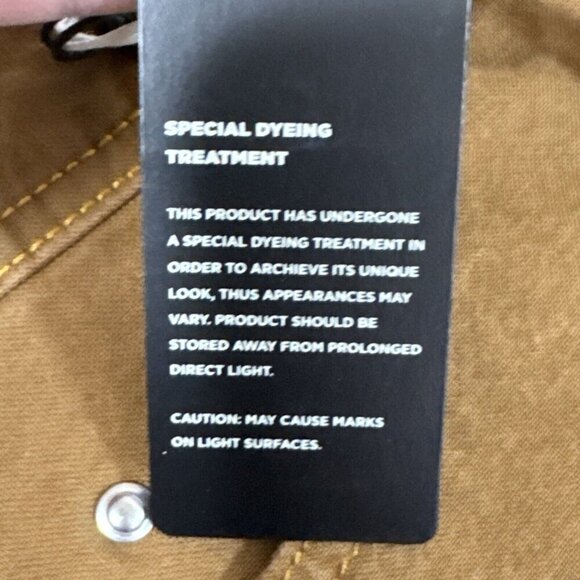 SPECIAL DYEING
TREATMENT
THIS PRODUCT HAS UNDERGONE
A SPECIAL DYEING TREATMENT IN
ORDER TO ARCHIEVE ITS UNIQUE
LOOK, THUS APPEARANCES MAY
VARY. PRODUCT SHOULD BE
STORED AWAY FROM PROLONGED
DIRECT LIGHT.
CAUTION: MAY CAUSE MARKS
ON LIGHT SURFACES.